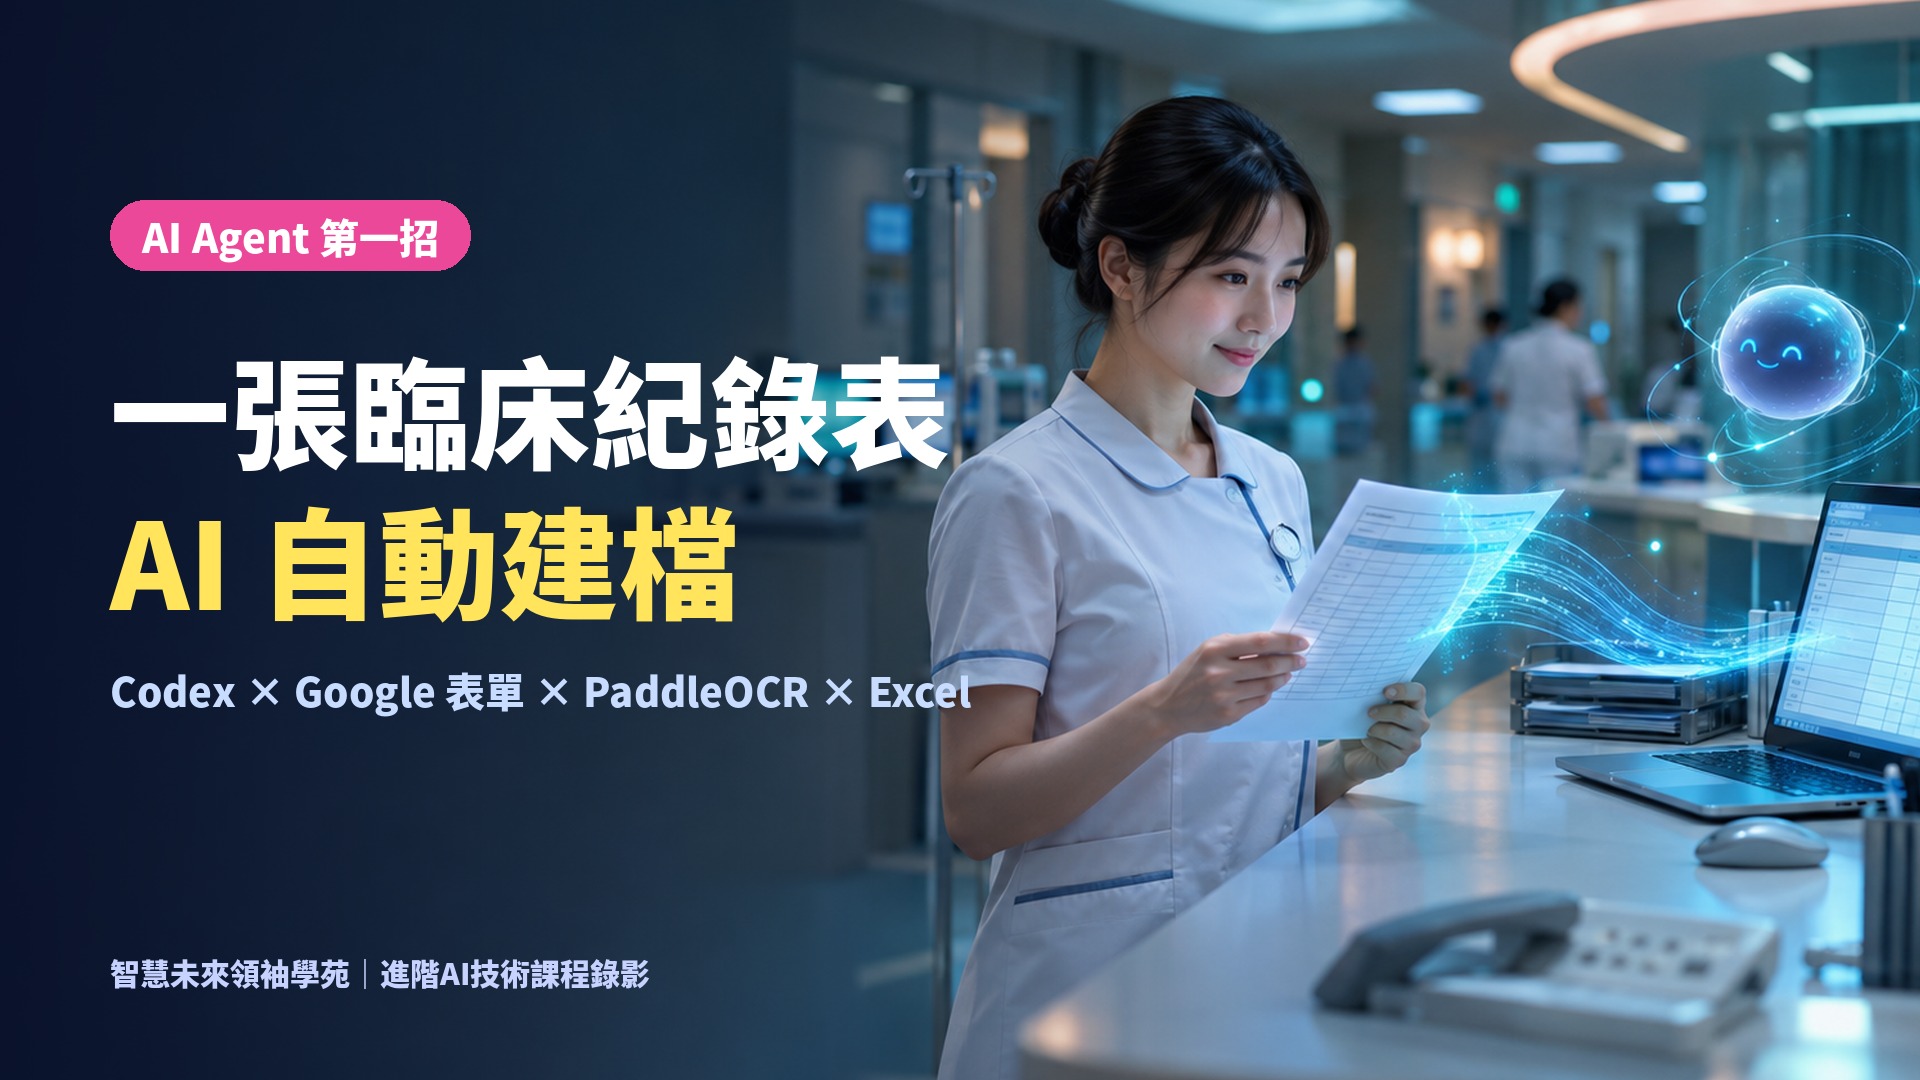 AI Agent 第一招
一張臨床紀錄表
AI 自動建檔
Codex × Google 表單 × PaddleOCR × Excel
智慧未來領袖學苑｜進階AI技術課程錄影